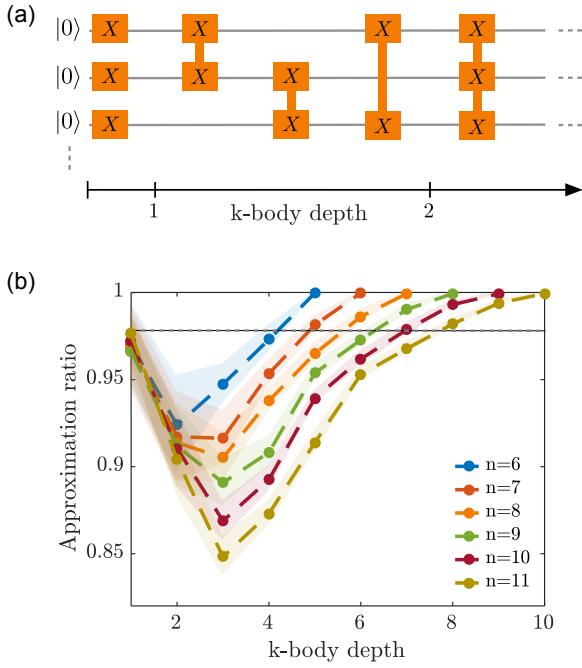 (a)
|0⟩ X X X X
|0⟩ X X X X
|0⟩ X X X X
1 k-body depth 2
(b)
1
0.95
0.9
0.85
Approximation ratio
n=6
n=7
n=8
n=9
n=10
n=11
2 4 6 8 10
k-body depth